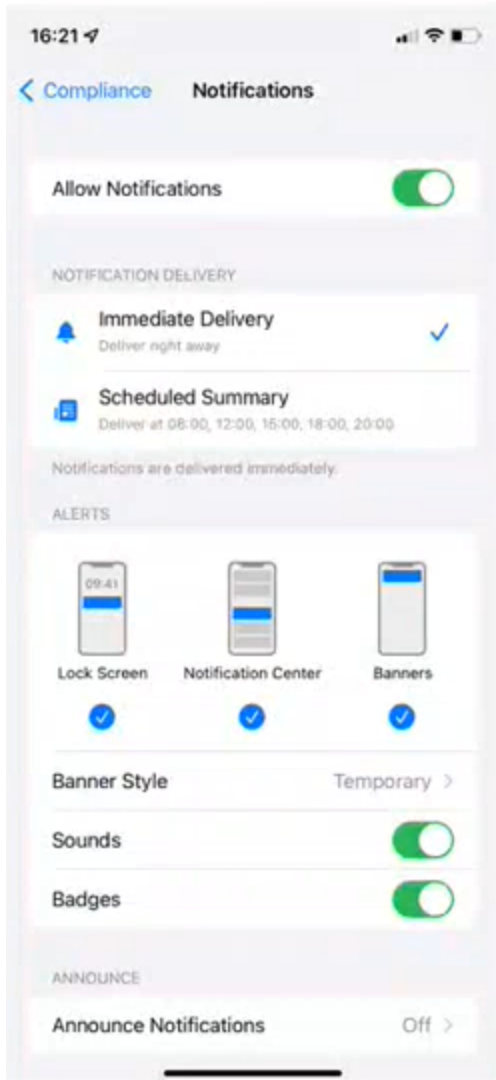 16:21
Compliance Notifications
Allow Notifications
NOTIFICATION DELIVERY
Immediate Delivery
Deliver right away
Scheduled Summary
Deliver at 08:00, 12:00, 15:00, 18:00, 20:00
Notifications are delivered immediately.
ALERTS
09:41
Lock Screen Notification Center Banners
Banner Style Temporary
Sounds
Badges
ANNOUNCE
Announce Notifications Off